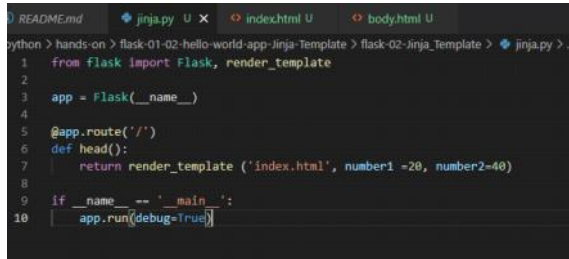 README.md jinja.py U X index.html U body.html U
ython > hands-on > flask-01-02-hello-world-app-Jinja-Template > flask-02-Jinja_Template > jinja.py > .
1 from flask import Flask, render_template
2
3 app = Flask(__name__)
4
5 @app.route('/')
6 def head():
7 return render_template ('index.html', number1 =20, number2=40)
8
9 if __name__ == '__main__':
10 app.run(debug=True)